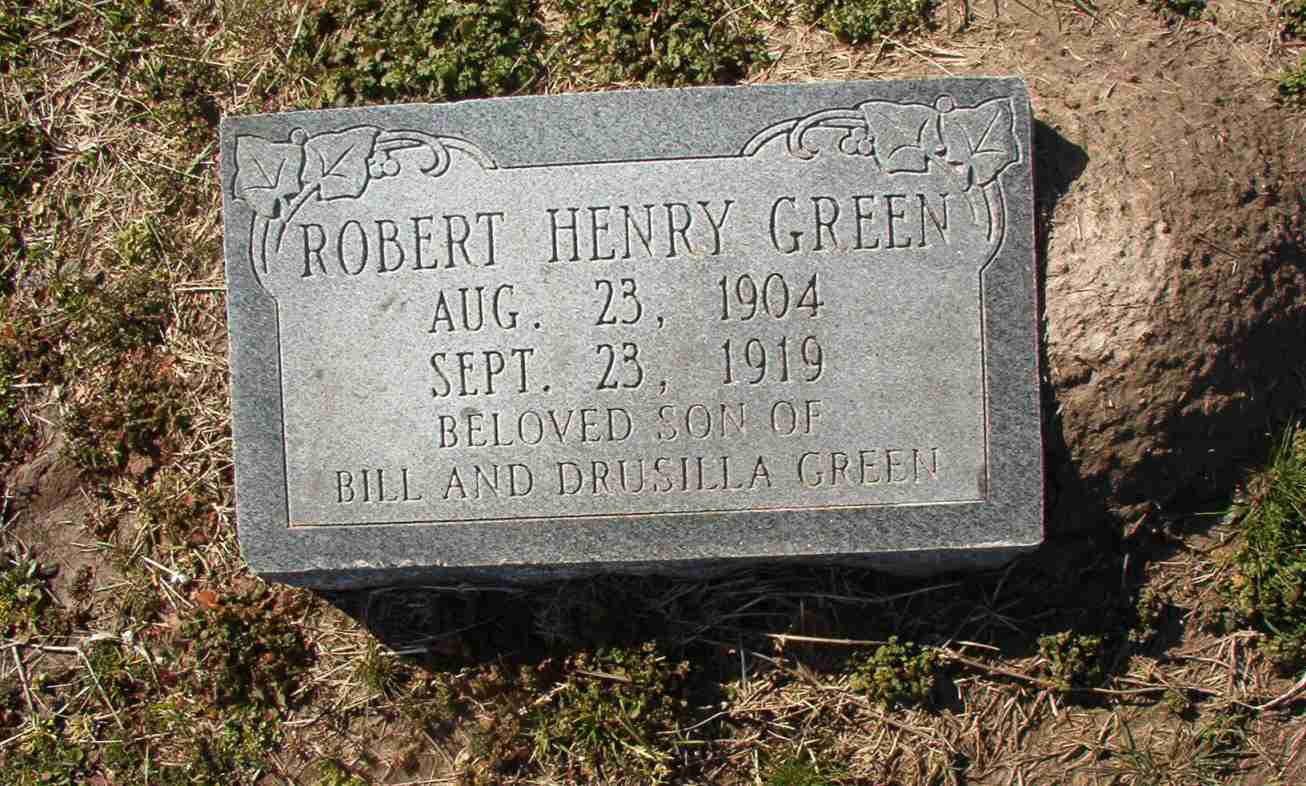 ROBERT HENRY GREEN
AUG. 23, 1904
SEPT. 23, 1919
BELOVED SON OF
BILL AND DRUSILLA GREEN